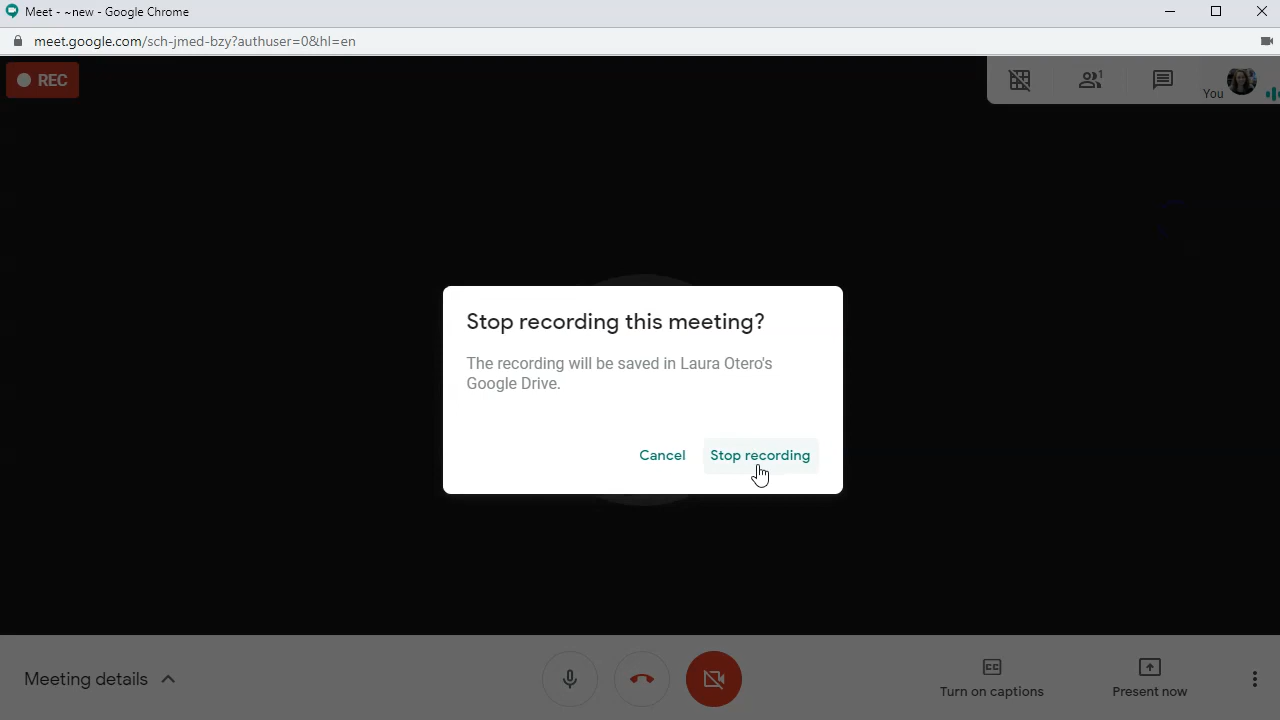 Meet - ~new - Google Chrome
meet.google.com/sch-jmed-bzy?authuser=0&hl=en
REC
1
You
Stop recording this meeting?
The recording will be saved in Laura Otero's
Google Drive.
Cancel
Stop recording
Meeting details
CC
Turn on captions
Present now